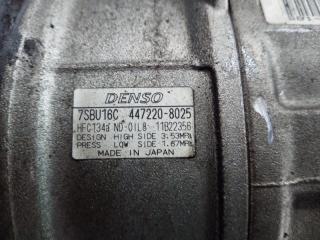 DENSO
7SBU16C 447220-8025
HFC134a ND-OIL8 11B22356
DESIGN HIGH SIDE 3.53MPa
PRESS LOW SIDE 1.67MPa
MADE IN JAPAN